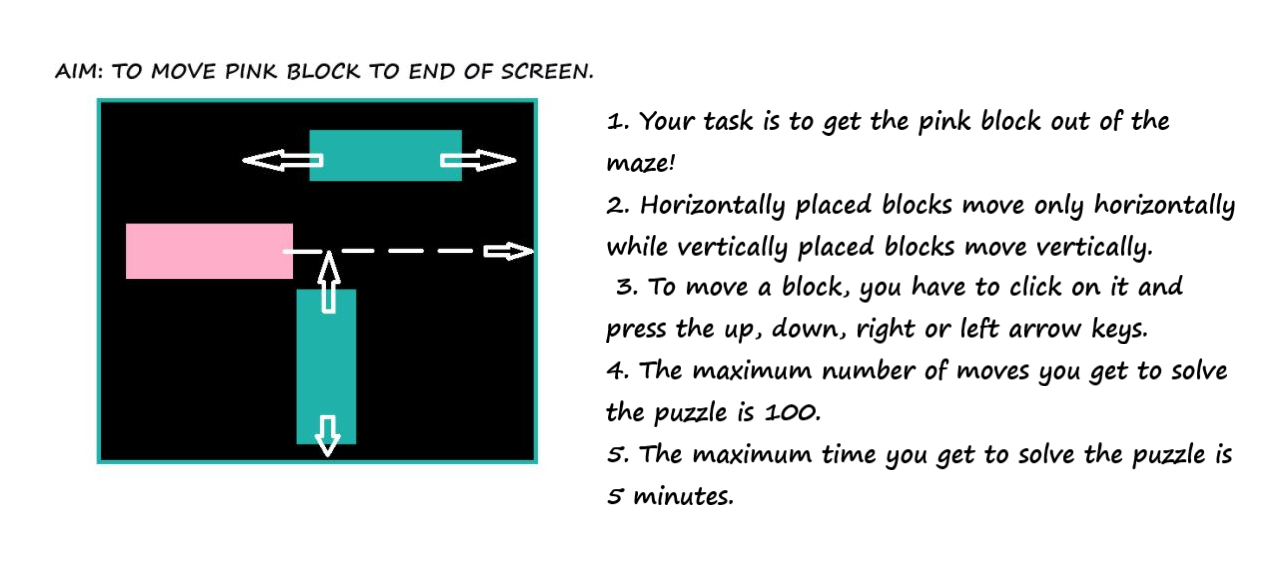 AIM: TO MOVE PINK BLOCK TO END OF SCREEN.
1. Your task is to get the pink block out of the
maze!
2. Horizontally placed blocks move only horizontally
while vertically placed blocks move vertically.
3. To move a block, you have to click on it and
press the up, down, right or left arrow keys.
4. The maximum number of moves you get to solve
the puzzle is 100.
5. The maximum time you get to solve the puzzle is
5 minutes.